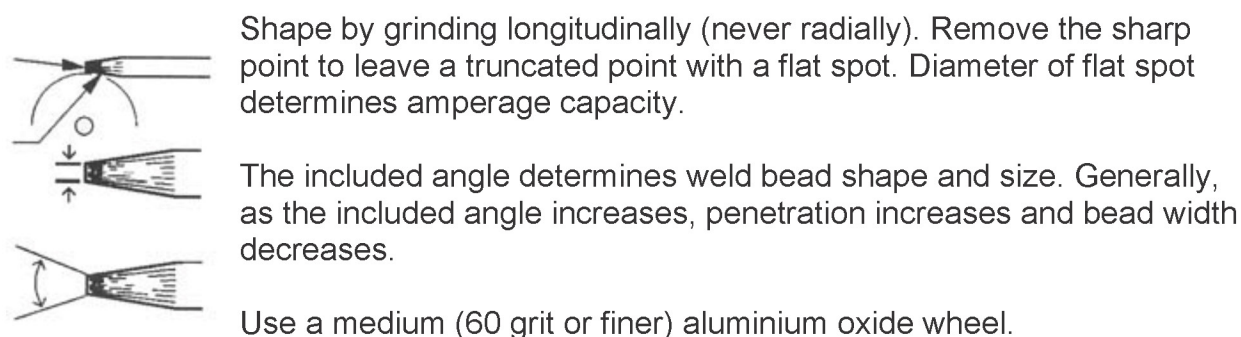 Shape by grinding longitudinally (never radially). Remove the sharp
point to leave a truncated point with a flat spot. Diameter of flat spot
determines amperage capacity.
The included angle determines weld bead shape and size. Generally,
as the included angle increases, penetration increases and bead width
decreases.
Use a medium (60 grit or finer) aluminium oxide wheel.